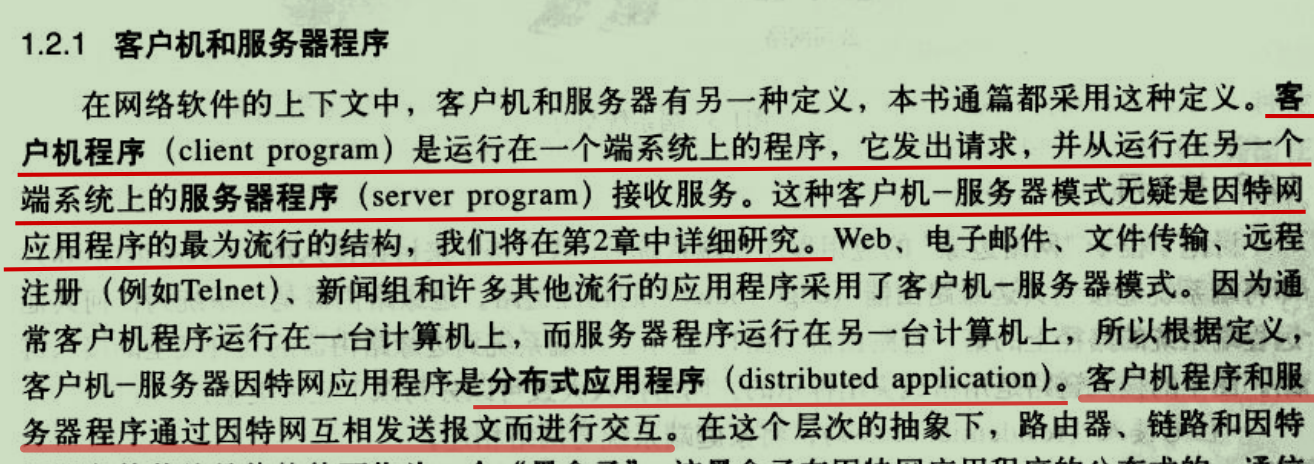 1.2.1 客户机和服务器程序
在网络软件的上下文中，客户机和服务器有另一种定义，本书通篇都采用这种定义。客
户机程序（client program）是运行在一个端系统上的程序，它发出请求，并从运行在另一个
端系统上的服务器程序（server program）接收服务。这种客户机-服务器模式无疑是因特网
应用程序的最为流行的结构，我们将在第2章中详细研究。Web、电子邮件、文件传输、远程
注册（例如Telnet）、新闻组和许多其他流行的应用程序采用了客户机-服务器模式。因为通
常客户机程序运行在一台计算机上，而服务器程序运行在另一台计算机上，所以根据定义，
客户机-服务器因特网应用程序是分布式应用程序（distributed application）。客户机程序和服
务器程序通过因特网互相发送报文而进行交互。在这个层次的抽象下，路由器、链路和因特